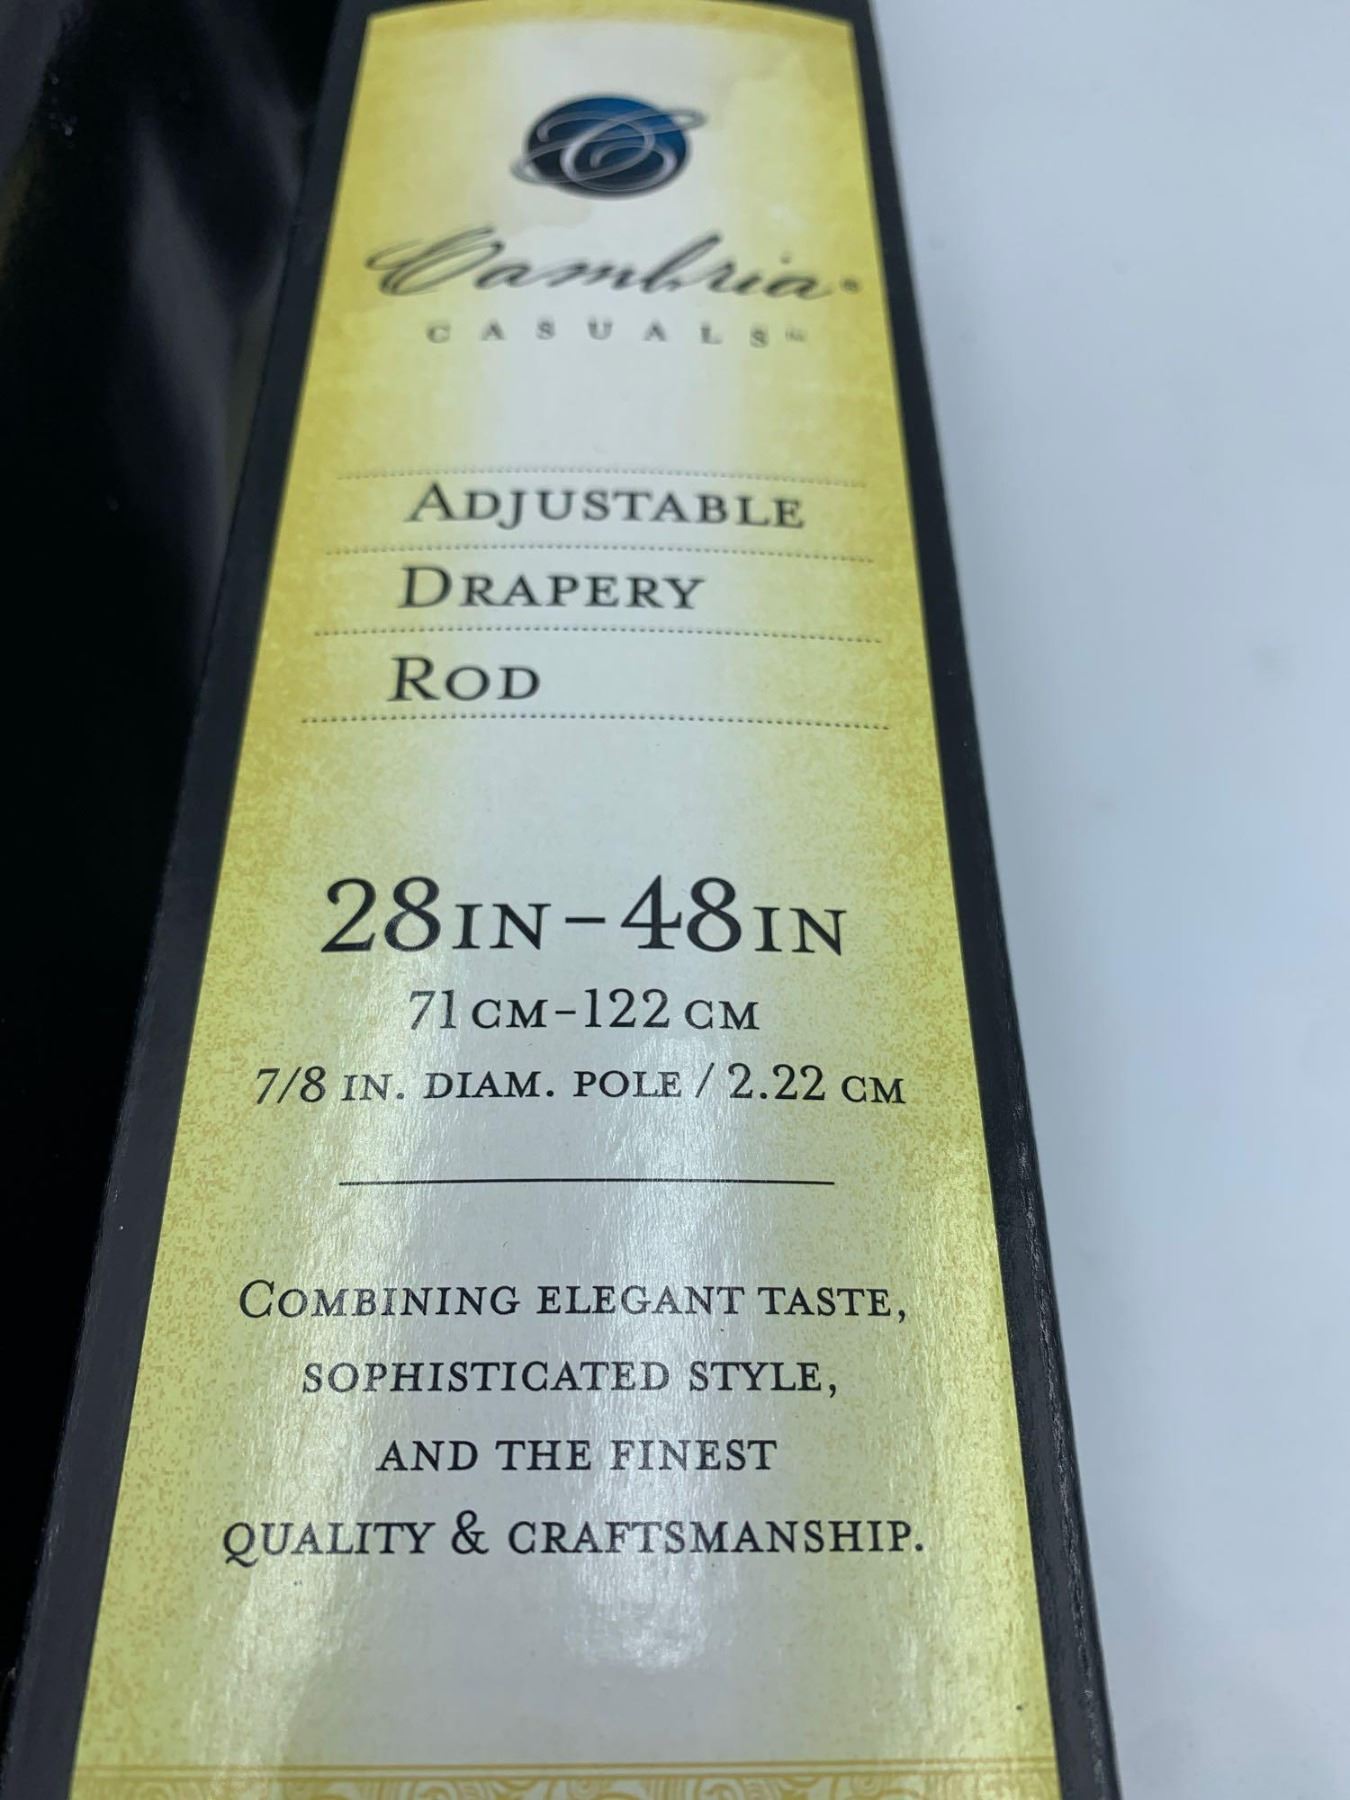 Cambria®
CASUALS™
ADJUSTABLE
DRAPERY
ROD
28IN-48IN
71CM-122 CM
7/8 IN. DIAM. POLE / 2.22 CM
COMBINING ELEGANT TASTE,
SOPHISTICATED STYLE,
AND THE FINEST
QUALITY & CRAFTSMANSHIP.